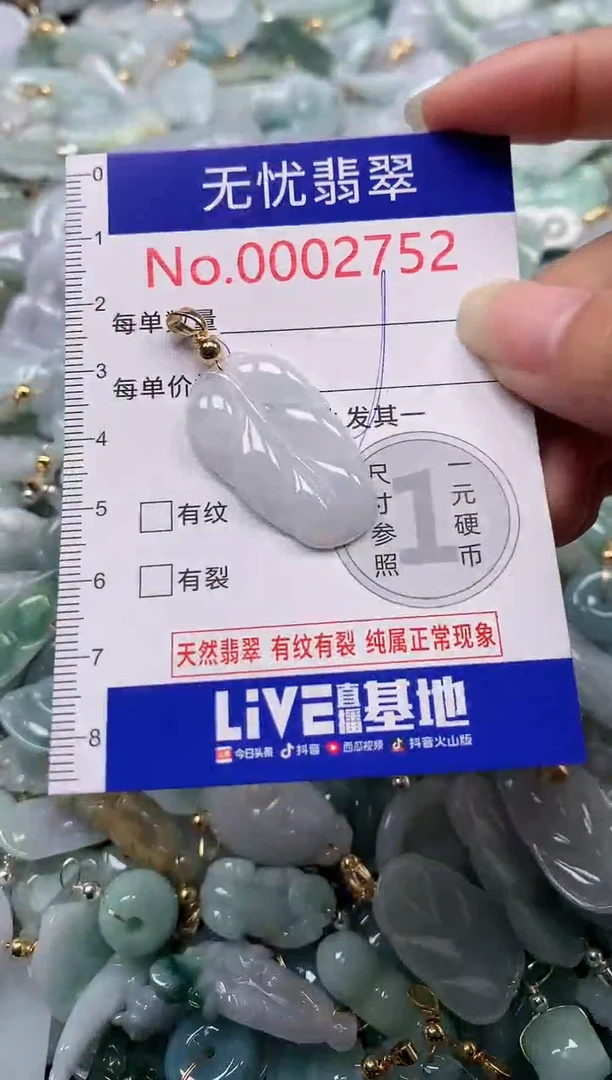 无忧翡翠
No.0002752
每单 量
每单价
发其一
尺寸参照
一元硬币
1
□有纹
□有裂
天然翡翠 有纹有裂 纯属正常现象
LiVE直播基地
今日头条 抖音 西瓜视频 抖音火山版
0
1
2
3
4
5
6
7
8